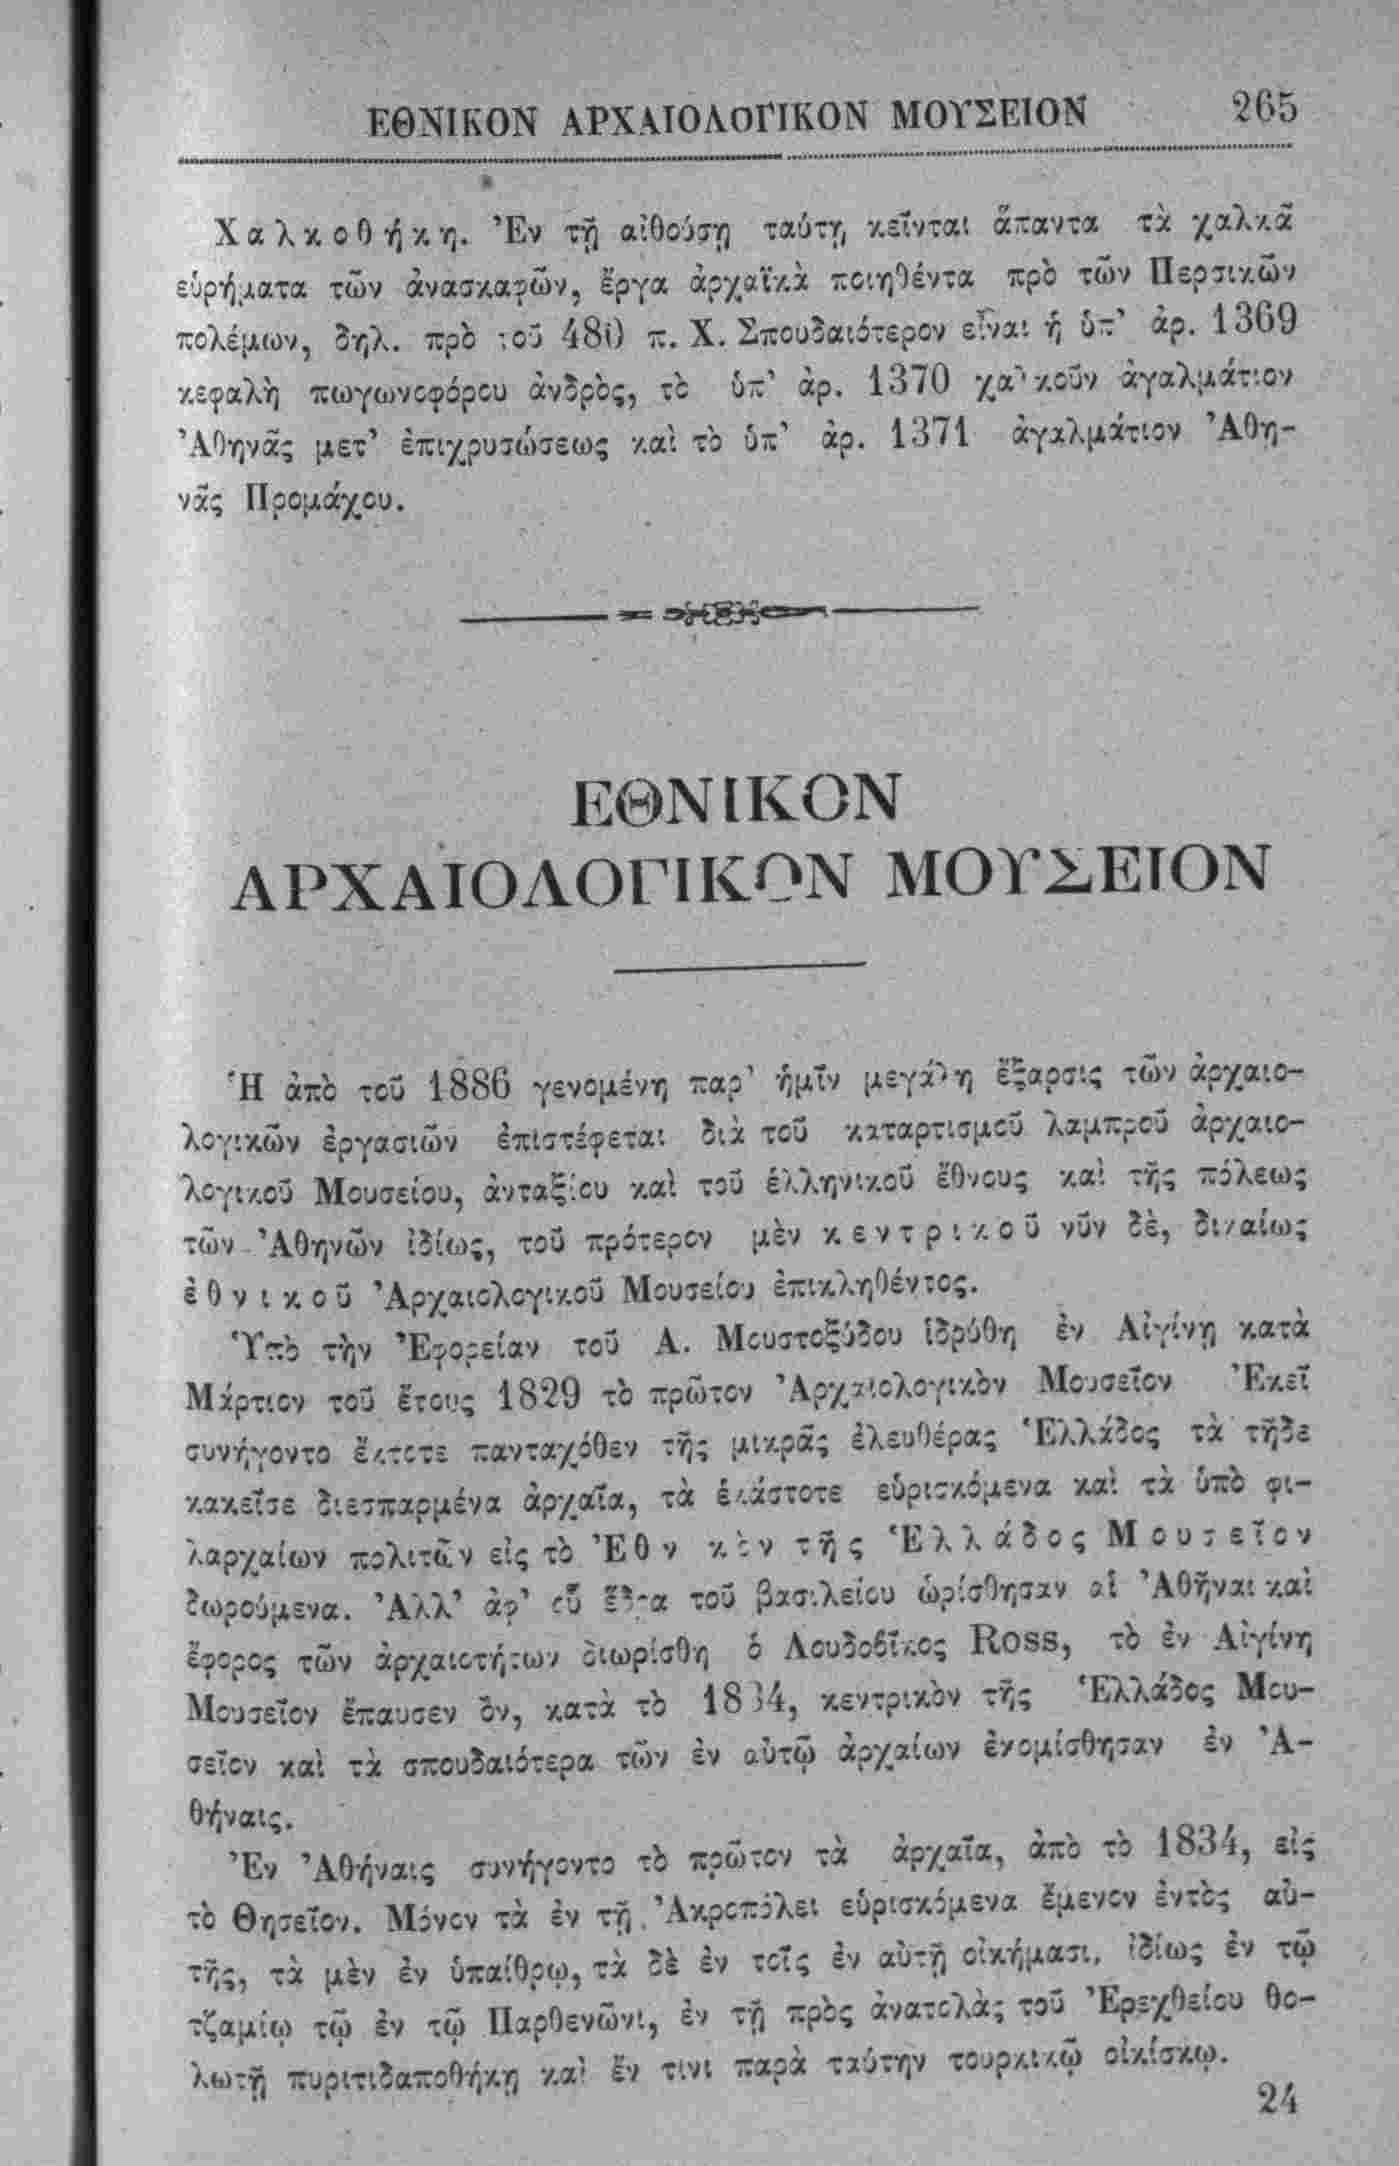 ΕΘΝΙΚΟΝ ΑΡΧΑΙΟΛΟΓΙΚΟΝ ΜΟΥΣΕΙΟΝ 265
Χαλκοθήκη. Ἐν τῇ αἰθούσῃ ταύτῃ κεῖνται ἅπαντα τὰ χαλκᾶ
εὑρήματα τῶν ἀνασκαφῶν, ἔργα ἀρχαϊκὰ ποιηθέντα πρὸ τῶν Περσικῶν
πολέμων, δηλ. πρὸ τοῦ 480 π. Χ. Σπουδαιότερον εἶναι ἡ ὑπ’ ἀρ. 1369
κεφαλὴ πωγωνοφόρου ἀνδρὸς, τὸ ὑπ’ ἀρ. 1370 χαλκοῦν ἀγαλμάτιον
Ἀθηνᾶς μετ’ ἐπιχρυσώσεως καὶ τὸ ὑπ’ ἀρ. 1371 ἀγαλμάτιον Ἀθη-
νᾶς Προμάχου.
ΕΘΝΙΚΟΝ
ΑΡΧΑΙΟΛΟΓΙΚΟΝ ΜΟΥΣΕΙΟΝ
Ἡ ἀπὸ τοῦ 1886 γενομένη παρ’ ἡμῖν μεγάλη ἔξαρσις τῶν ἀρχαιο-
λογικῶν ἐργασιῶν ἐπιστέφεται διὰ τοῦ καταρτισμοῦ λαμπροῦ ἀρχαιο-
λογικοῦ Μουσείου, ἀνταξίου καὶ τοῦ ἑλληνικοῦ ἔθνους καὶ τῆς πόλεως
τῶν Ἀθηνῶν ἰδίως, τοῦ πρότερον μὲν κεντρικοῦ νῦν δὲ, δικαίως
ἐθνικοῦ Ἀρχαιολογικοῦ Μουσείου ἐπικληθέντος.
Ὑπὸ τὴν Ἐφορείαν τοῦ Α. Μουστοξύδου ἱδρύθη ἐν Αἰγίνῃ κατὰ
Μάρτιον τοῦ ἔτους 1829 τὸ πρῶτον Ἀρχαιολογικὸν Μουσεῖον Ἐκεῖ
συνήγοντο ἔκτοτε πανταχόθεν τῆς μικρᾶς ἐλευθέρας Ἑλλάδος τὰ τῇδε
κακεῖσε διεσπαρμένα ἀρχαῖα, τὰ ἑκάστοτε εὑρισκόμενα καὶ τὰ ὑπὸ φι-
λαρχαίων πολιτῶν εἰς τὸ Ἐθνικὸν τῆς Ἑλλάδος Μουσεῖον
δωρούμενα. Ἀλλ’ ἀφ’ οὗ ἕδρα τοῦ βασιλείου ὡρίσθησαν αἱ Ἀθῆναι καὶ
ἔφορος τῶν ἀρχαιοτήτων διωρίσθη ὁ Λουδοβῖκος Ross, τὸ ἐν Αἰγίνῃ
Μουσεῖον ἔπαυσεν ὂν, κατὰ τὸ 1834, κεντρικὸν τῆς Ἑλλάδος Μου-
σεῖον καὶ τὰ σπουδαιότερα τῶν ἐν αὐτῷ ἀρχαίων ἐκομίσθησαν ἐν Ἀ-
θήναις.
Ἐν Ἀθήναις συνήγοντο τὸ πρῶτον τὰ ἀρχαῖα, ἀπὸ τὸ 1834, εἰς
τὸ Θησεῖον. Μόνον τὰ ἐν τῇ Ἀκροπόλει εὑρισκόμενα ἔμενον ἐντὸς αὐ-
τῆς, τὰ μὲν ἐν ὑπαίθρῳ, τὰ δὲ ἐν τοῖς ἐν αὐτῇ οἰκήμασι, ἰδίως ἐν τῷ
τζαμίῳ τῷ ἐν τῷ Παρθενῶνι, ἐν τῇ πρὸς ἀνατολὰς τοῦ Ἐρεχθείου θο-
λωτῇ πυριτιδαποθήκῃ καὶ ἔν τινι παρὰ ταύτην τουρκικῷ οἰκίσκῳ.
24